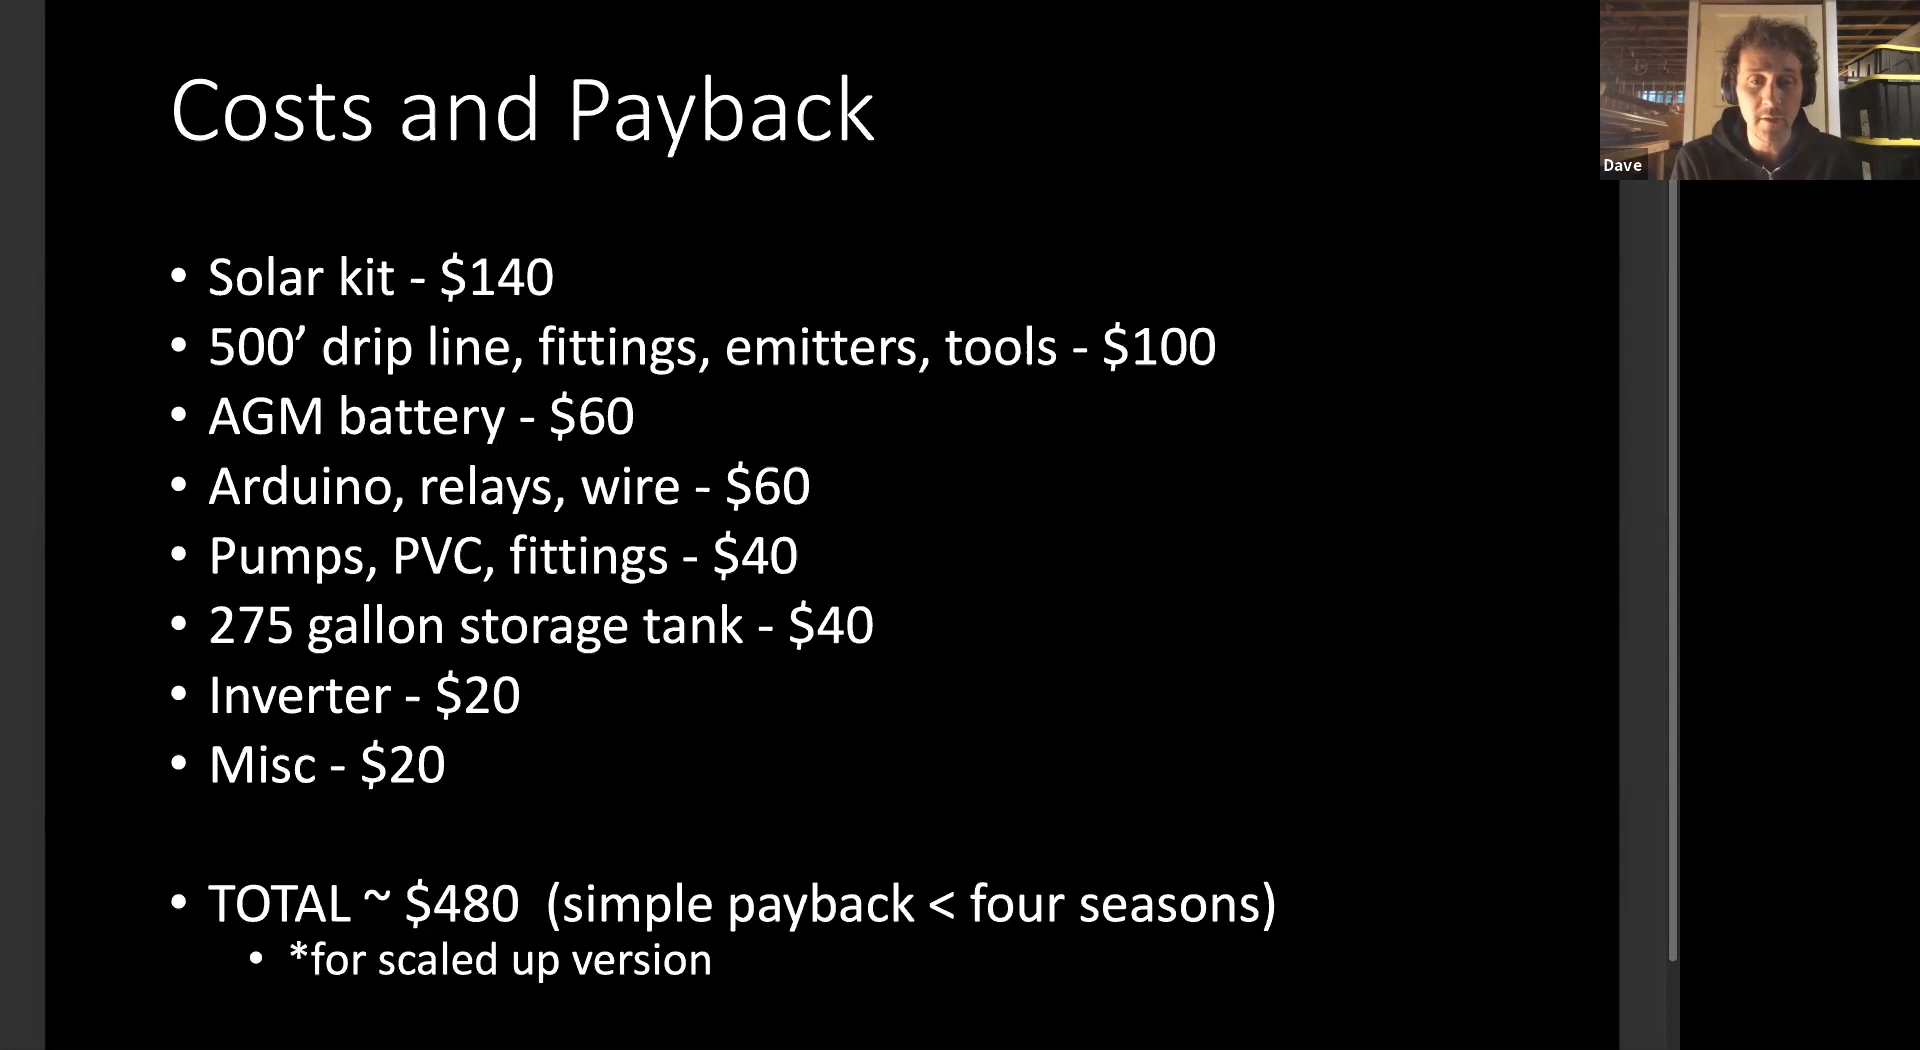 Costs and Payback
Dave
• Solar kit - $140
• 500’ drip line, fittings, emitters, tools - $100
• AGM battery - $60
• Arduino, relays, wire - $60
• Pumps, PVC, fittings - $40
• 275 gallon storage tank - $40
• Inverter - $20
• Misc - $20
• TOTAL ~ $480  (simple payback < four seasons)
• *for scaled up version